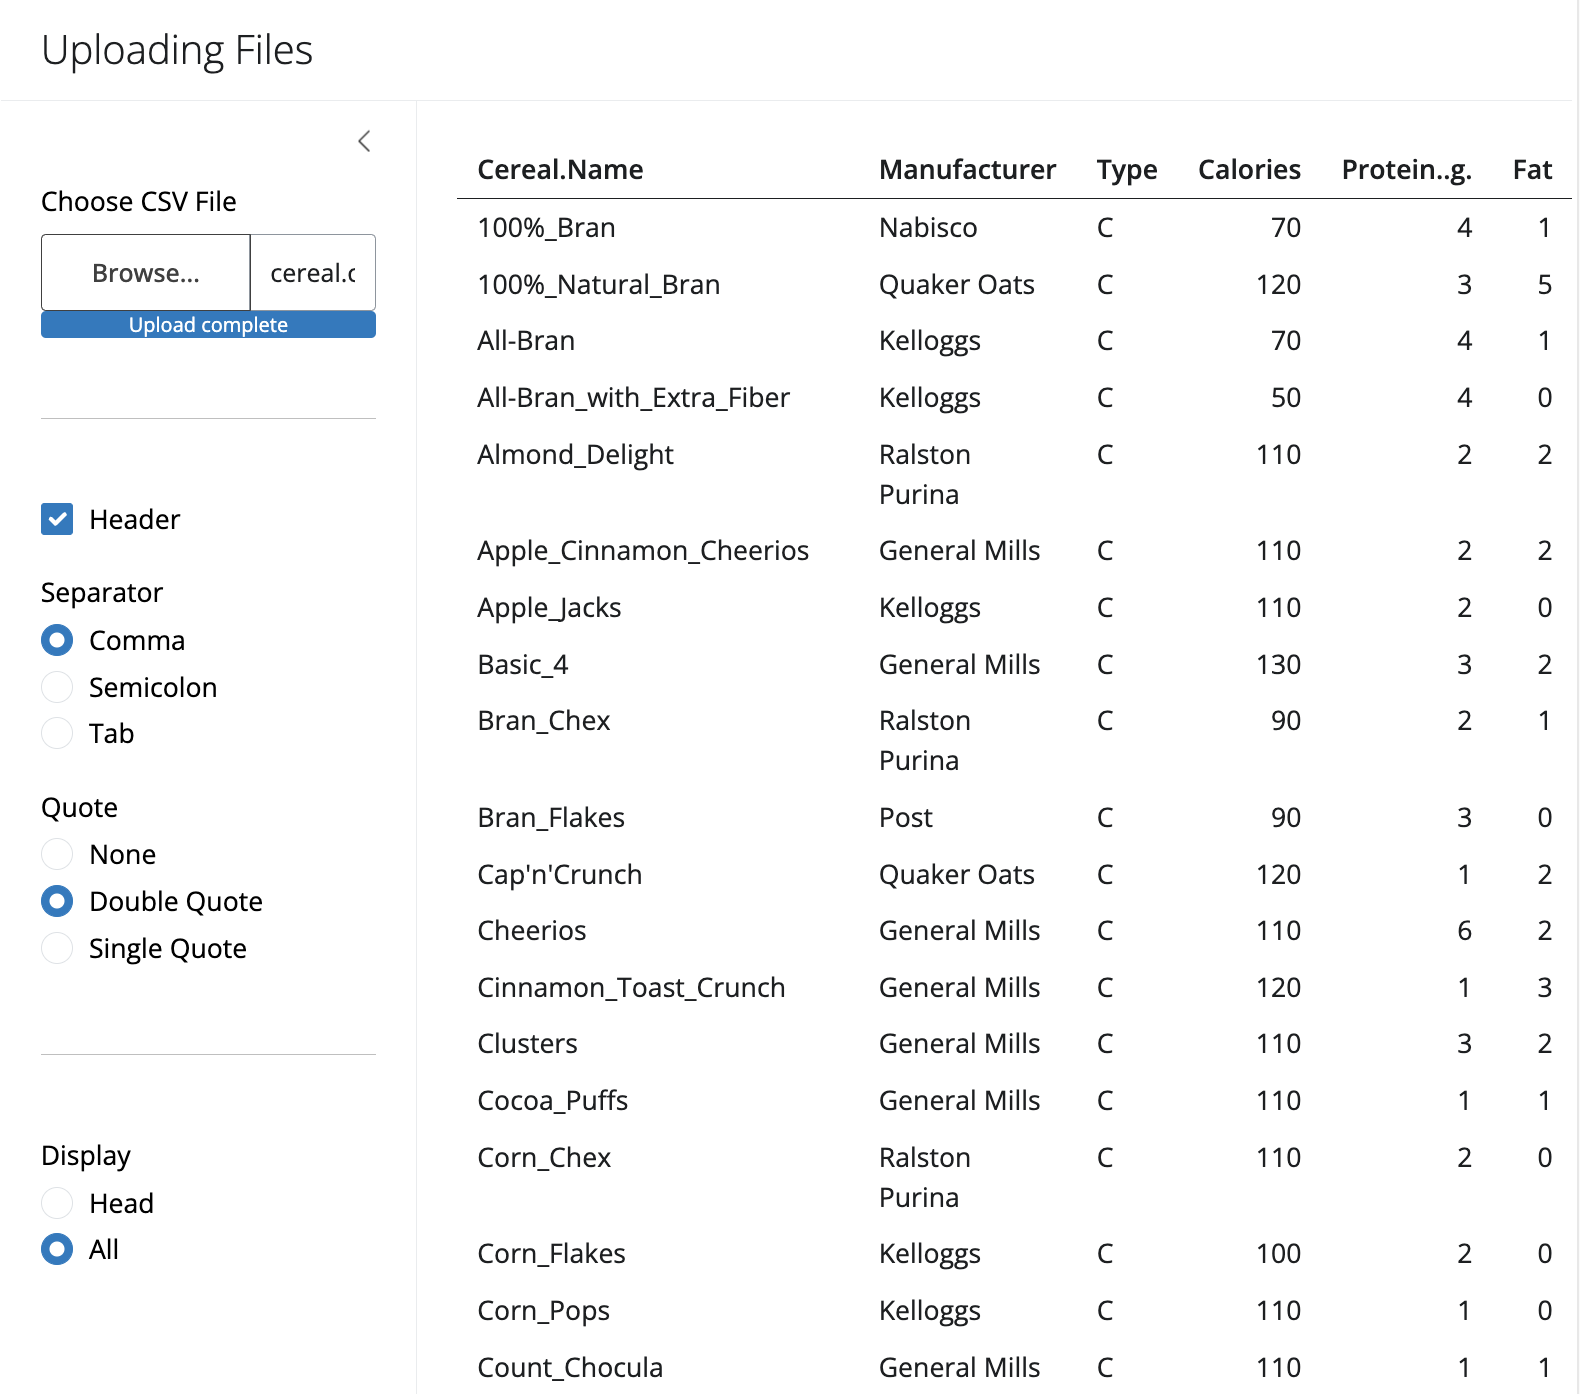 Uploading Files
Choose CSV File
Browse...
cereal.c
Upload complete
Header
Separator
Comma
Semicolon
Tab
Quote
None
Double Quote
Single Quote
Display
Head
All
Cereal.Name Manufacturer Type Calories Protein..g. Fat
100%_Bran Nabisco C 70 4 1
100%_Natural_Bran Quaker Oats C 120 3 5
All-Bran Kelloggs C 70 4 1
All-Bran_with_Extra_Fiber Kelloggs C 50 4 0
Almond_Delight Ralston C 110 2 2
Purina
Apple_Cinnamon_Cheerios General Mills C 110 2 2
Apple_Jacks Kelloggs C 110 2 0
Basic_4 General Mills C 130 3 2
Bran_Chex Ralston C 90 2 1
Purina
Bran_Flakes Post C 90 3 0
Cap'n'Crunch Quaker Oats C 120 1 2
Cheerios General Mills C 110 6 2
Cinnamon_Toast_Crunch General Mills C 120 1 3
Clusters General Mills C 110 3 2
Cocoa_Puffs General Mills C 110 1 1
Corn_Chex Ralston C 110 2 0
Purina
Corn_Flakes Kelloggs C 100 2 0
Corn_Pops Kelloggs C 110 1 0
Count_Chocula General Mills C 110 1 1